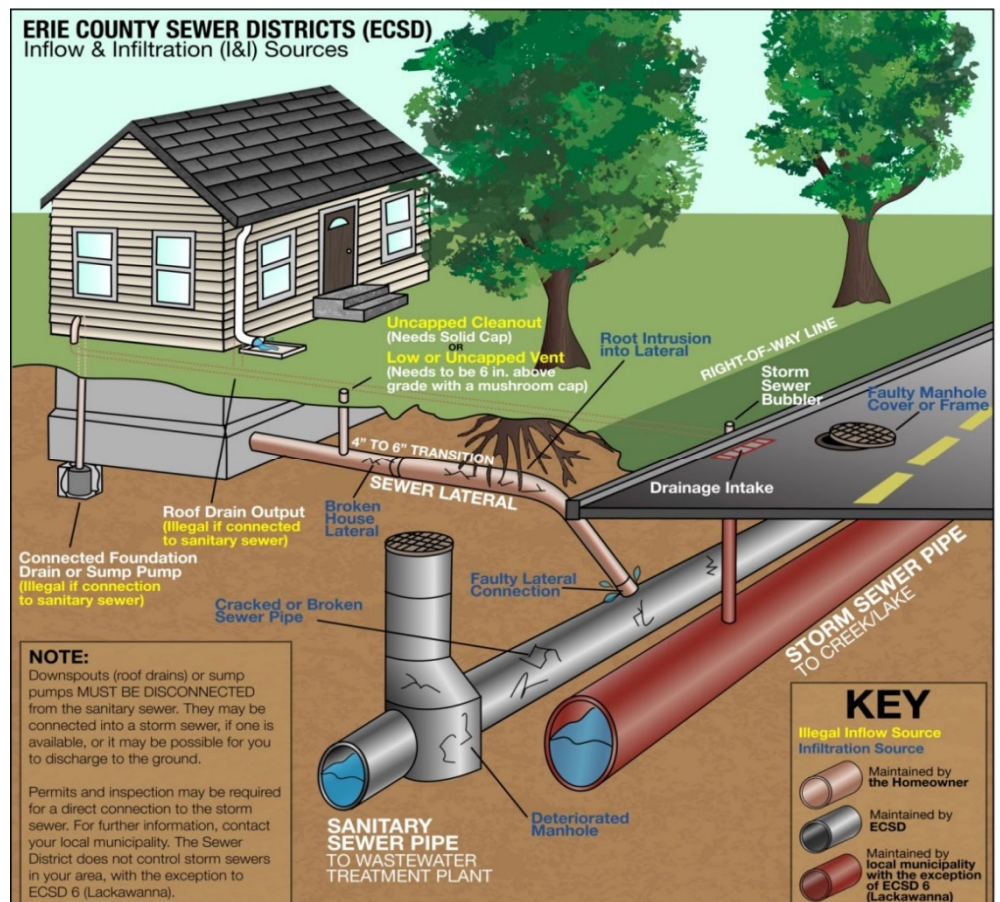 ERIE COUNTY SEWER DISTRICTS (ECSD)
Inflow & Infiltration (I&I) Sources
Uncapped Cleanout
(Needs Solid Cap)
OR
Low or Uncapped Vent
(Needs to be 6 in. above
grade with a mushroom cap)
Root Intrusion
into Lateral
RIGHT-OF-WAY LINE
Storm
Sewer
Bubbler
Faulty Manhole
Cover or Frame
4” TO 6” TRANSITION
SEWER LATERAL
Drainage Intake
Roof Drain Output
(Illegal if connected
to sanitary sewer)
Broken
House
Lateral
Connected Foundation
Drain or Sump Pump
(Illegal if connection
to sanitary sewer)
Faulty Lateral
Connection
Cracked or Broken
Sewer Pipe
STORM SEWER PIPE
TO CREEK/LAKE
NOTE:
Downspouts (roof drains) or sump
pumps MUST BE DISCONNECTED
from the sanitary sewer. They may be
connected into a storm sewer, if one is
available, or it may be possible for you
to discharge to the ground.
Permits and inspection may be required
for a direct connection to the storm
sewer. For further information, contact
your local municipality. The Sewer
District does not control storm sewers
in your area, with the exception to
ECSD 6 (Lackawanna).
Deteriorated
Manhole
SANITARY
SEWER PIPE
TO WASTEWATER
TREATMENT PLANT
KEY
Illegal Inflow Source
Infiltration Source
Maintained by
the Homeowner
Maintained by
ECSD
Maintained by
local municipality
with the exception
of ECSD 6
(Lackawanna)